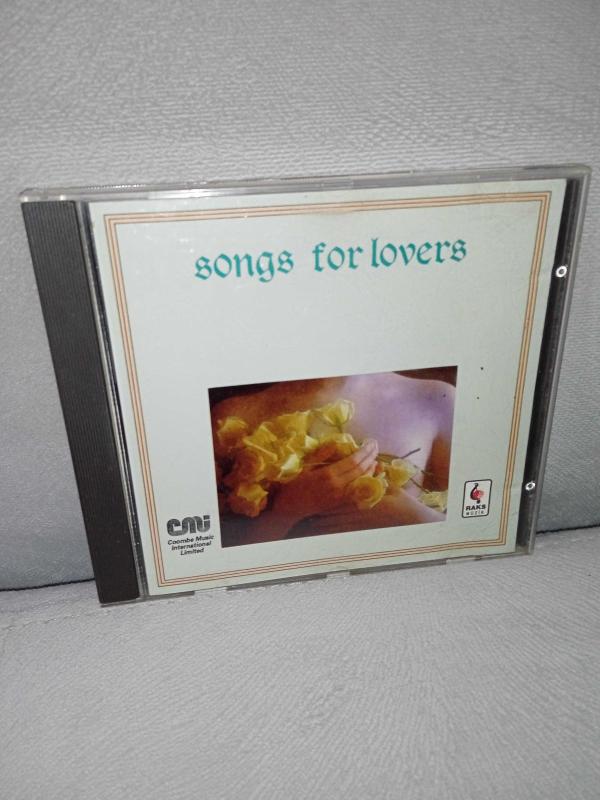 songs for lovers
cmi
Coombe Music
International
Limited
RAKS
müzik